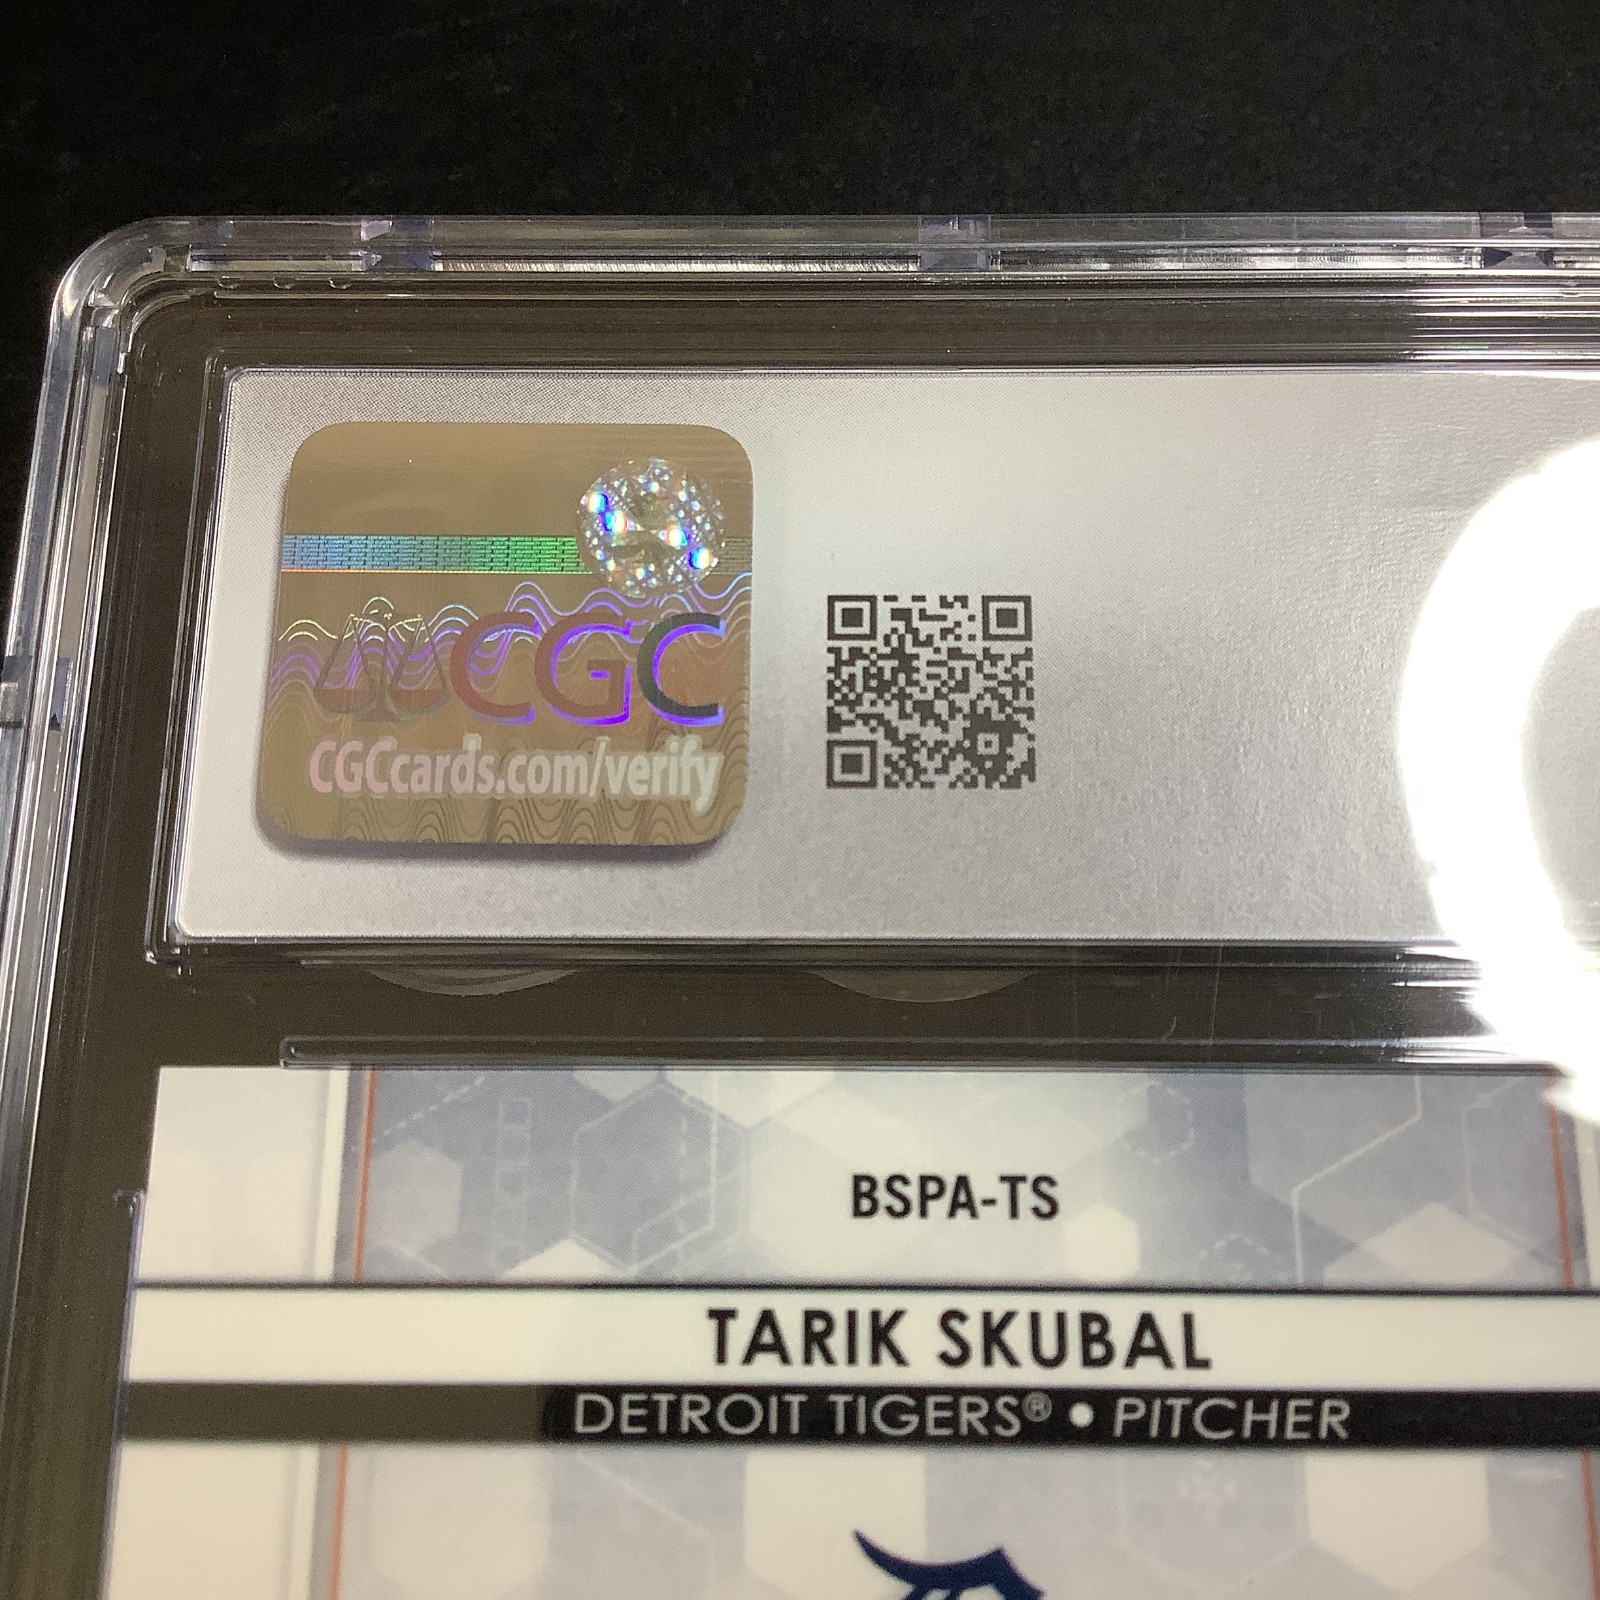 CGC
CGCcards.com/verify
BSPA-TS
TARIK SKUBAL
DETROIT TIGERS® • PITCHER